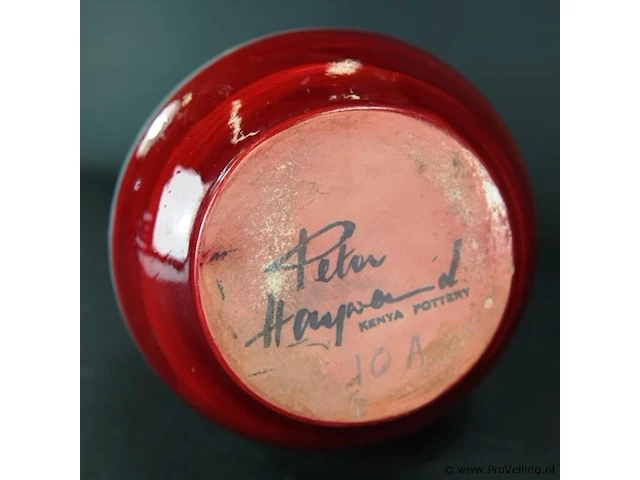 Peter
Hayward
KENYA POTTERY
10 A
© www.ProVeiling.nl